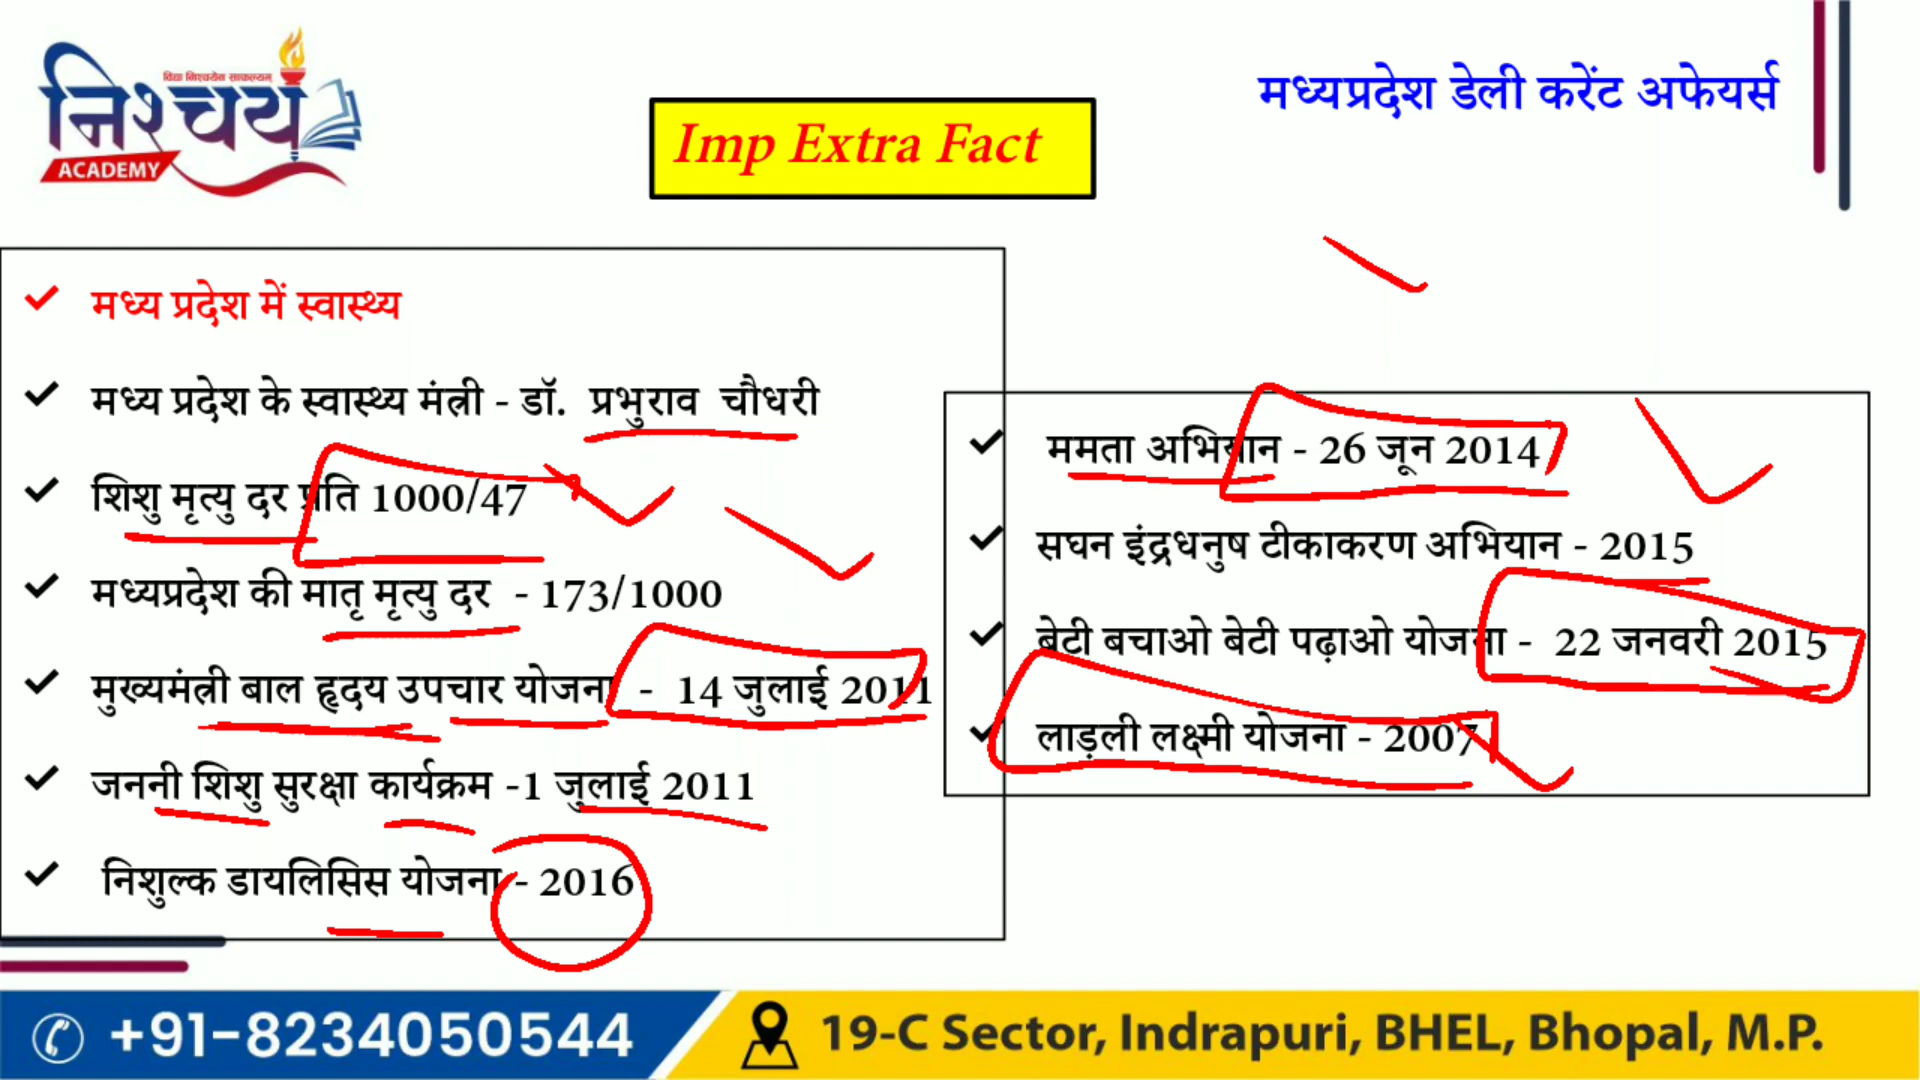 विद्या निश्चयेन साकल्यम्
निश्चय
ACADEMY
Imp Extra Fact
मध्यप्रदेश डेली करेंट अफेयर्स
मध्य प्रदेश में स्वास्थ्य
मध्य प्रदेश के स्वास्थ्य मंत्री - डॉ. प्रभुराव चौधरी
शिशु मृत्यु दर प्रति 1000/47
मध्यप्रदेश की मातृ मृत्यु दर - 173/1000
मुख्यमंत्री बाल हृदय उपचार योजना - 14 जुलाई 2011
जननी शिशु सुरक्षा कार्यक्रम -1 जुलाई 2011
निशुल्क डायलिसिस योजना - 2016
ममता अभियान - 26 जून 2014
सघन इंद्रधनुष टीकाकरण अभियान - 2015
बेटी बचाओ बेटी पढ़ाओ योजना - 22 जनवरी 2015
लाड़ली लक्ष्मी योजना - 2007
+91-8234050544
19-C Sector, Indrapuri, BHEL, Bhopal, M.P.